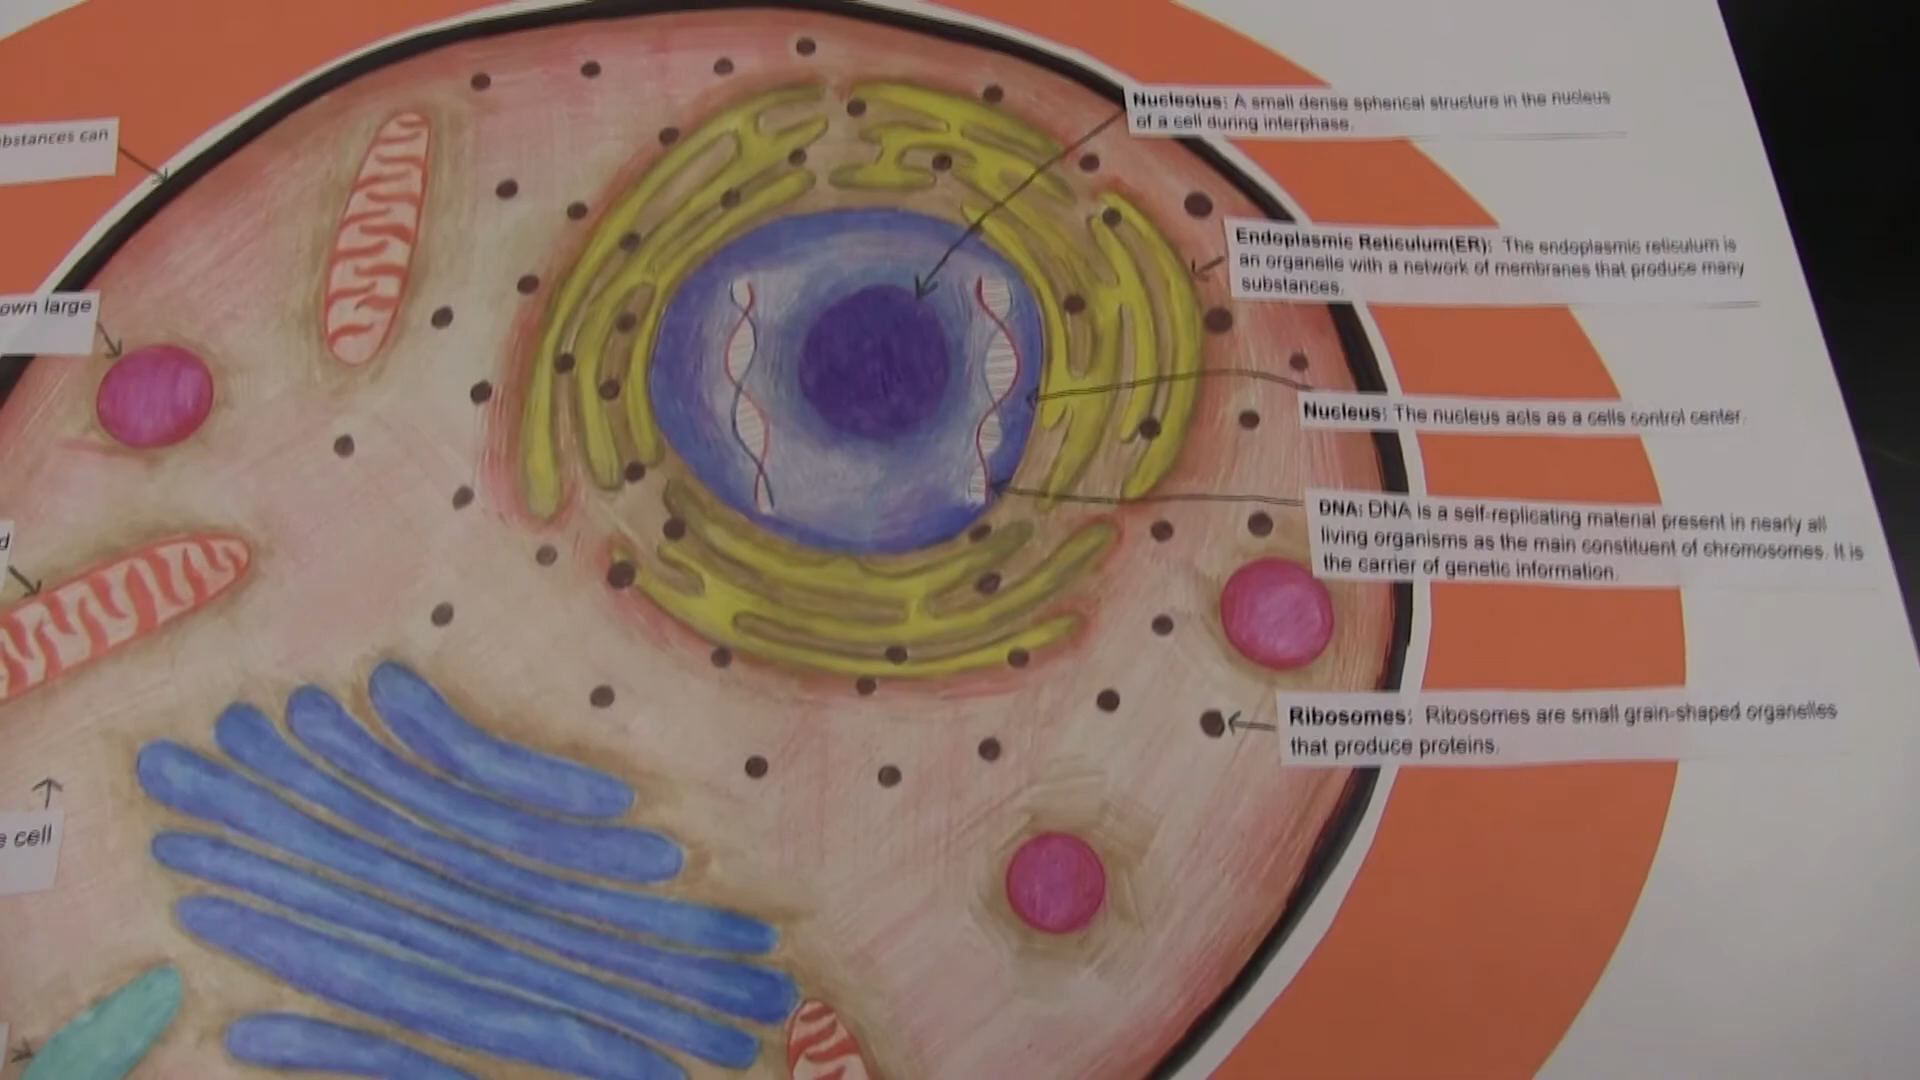 bstances can
own large
d
e cell
Nucleolus: A small dense spherical structure in the nucleus
of a cell during interphase.
Endoplasmic Reticulum(ER): The endoplasmic reticulum is
an organelle with a network of membranes that produce many
substances.
Nucleus: The nucleus acts as a cells control center.
DNA: DNA is a self-replicating material present in nearly all
living organisms as the main constituent of chromosomes. It is
the carrier of genetic information.
Ribosomes: Ribosomes are small grain-shaped organelles
that produce proteins.